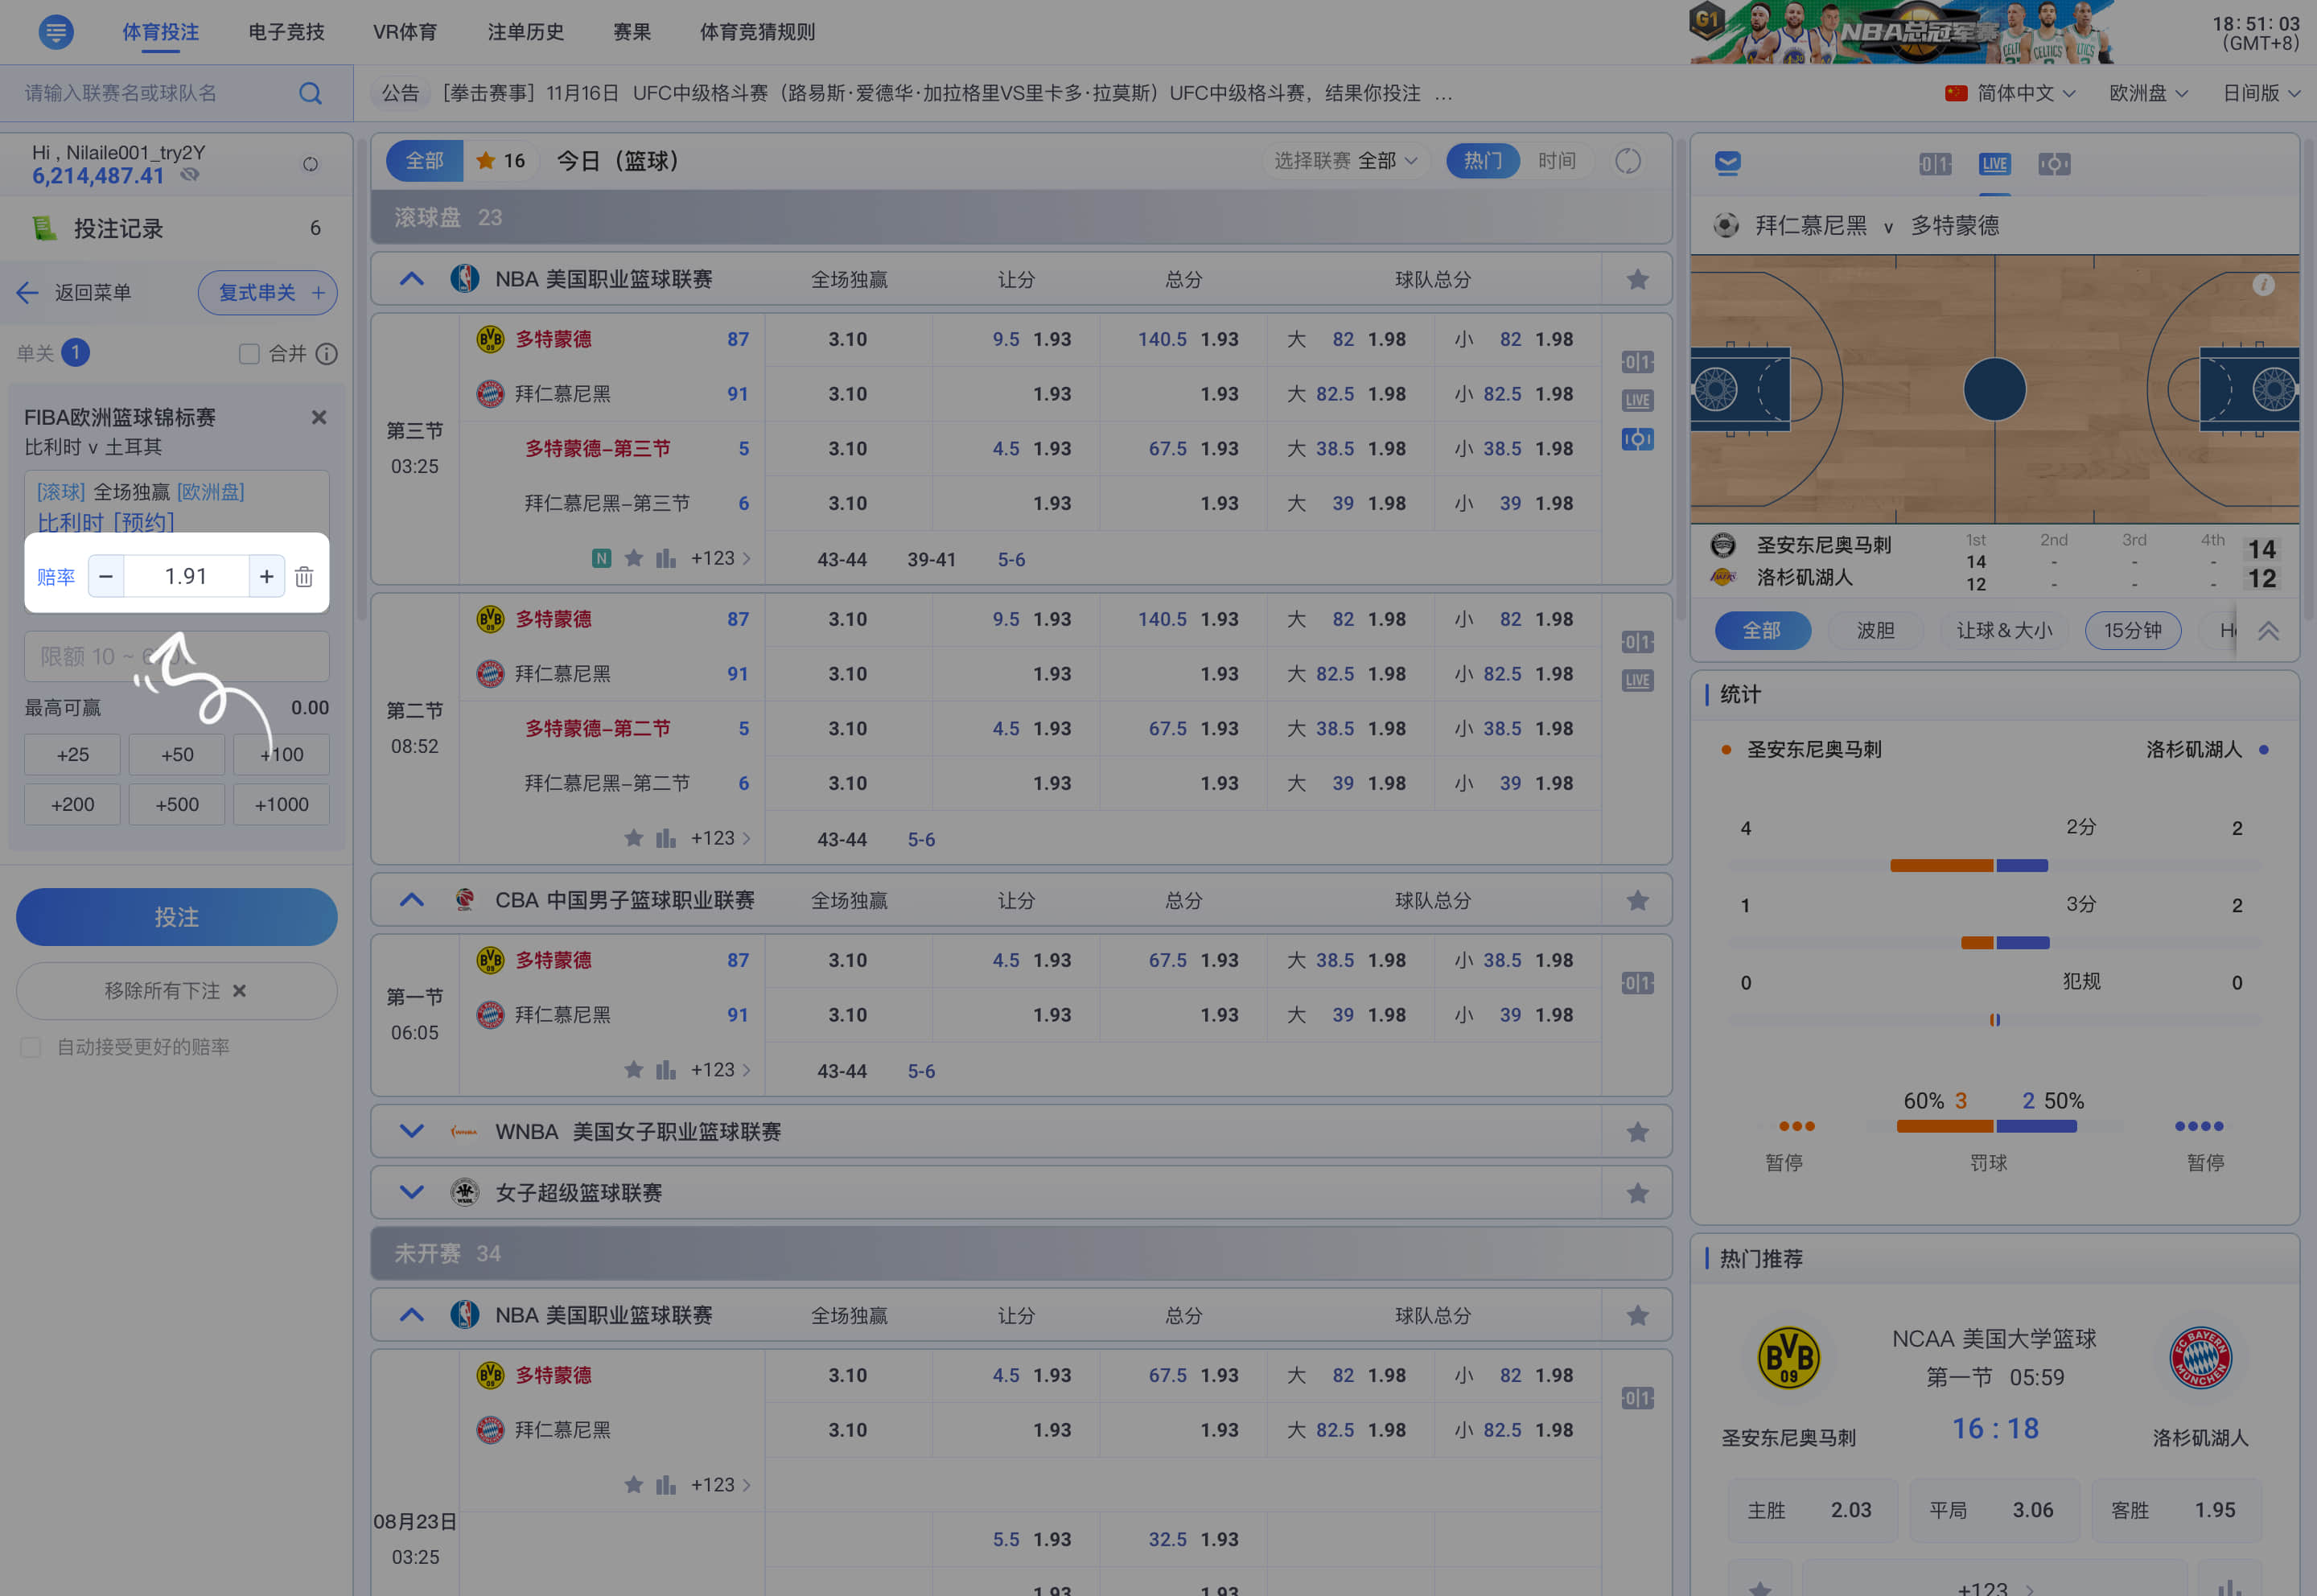 体育投注 电子竞技 VR体育 注单历史 赛果 体育竞猜规则
G1 NBA总冠军赛
18:51:03
(GMT+8)
请输入联赛名或球队名
公告 [拳击赛事] 11月16日 UFC中级格斗赛（路易斯·爱德华·加拉格里VS里卡多·拉莫斯）UFC中级格斗赛，结果你投注 ...
简体中文 欧洲盘 日间版
Hi , Nilaile001_try2Y
6,214,487.41
投注记录 6
返回菜单 复式串关 +
单关 1 合并
FIBA欧洲篮球锦标赛
比利时 v 土耳其
[滚球] 全场独赢 [欧洲盘]
比利时 [预约]
赔率 − 1.91 +
限额 10 ~
最高可赢 0.00
+25 +50 +100
+200 +500 +1000
投注
移除所有下注 ×
自动接受更好的赔率
全部 16 今日（篮球） 选择联赛 全部 热门 时间
滚球盘 23
NBA 美国职业篮球联赛 全场独赢 让分 总分 球队总分
第三节
03:25
多特蒙德 87 3.10 9.5 1.93 140.5 1.93 大 82 1.98 小 82 1.98
拜仁慕尼黑 91 3.10 1.93 1.93 大 82.5 1.98 小 82.5 1.98
多特蒙德-第三节 5 3.10 4.5 1.93 67.5 1.93 大 38.5 1.98 小 38.5 1.98
拜仁慕尼黑-第三节 6 3.10 1.93 1.93 大 39 1.98 小 39 1.98
N +123 43-44 39-41 5-6
0|1
LIVE
第二节
08:52
多特蒙德 87 3.10 9.5 1.93 140.5 1.93 大 82 1.98 小 82 1.98
拜仁慕尼黑 91 3.10 1.93 1.93 大 82.5 1.98 小 82.5 1.98
多特蒙德-第二节 5 3.10 4.5 1.93 67.5 1.93 大 38.5 1.98 小 38.5 1.98
拜仁慕尼黑-第二节 6 3.10 1.93 1.93 大 39 1.98 小 39 1.98
+123 43-44 5-6
0|1
LIVE
CBA 中国男子篮球职业联赛 全场独赢 让分 总分 球队总分
第一节
06:05
多特蒙德 87 3.10 4.5 1.93 67.5 1.93 大 38.5 1.98 小 38.5 1.98
拜仁慕尼黑 91 3.10 1.93 1.93 大 39 1.98 小 39 1.98
+123 43-44 5-6
0|1
WNBA 美国女子职业篮球联赛
女子超级篮球联赛
未开赛 34
NBA 美国职业篮球联赛 全场独赢 让分 总分 球队总分
多特蒙德 3.10 4.5 1.93 67.5 1.93 大 82 1.98 小 82 1.98
拜仁慕尼黑 3.10 1.93 1.93 大 82.5 1.98 小 82.5 1.98
+123
0|1
08月23日
03:25
5.5 1.93 32.5 1.93
1.93 1.93
0|1 LIVE
拜仁慕尼黑 v 多特蒙德
1st 2nd 3rd 4th
圣安东尼奥马刺 14 - - - 14
洛杉矶湖人 12 - - - 12
全部 波胆 让球＆大小 15分钟
统计
圣安东尼奥马刺 洛杉矶湖人
4 2分 2
1 3分 2
0 犯规 0
60% 3 2 50%
暂停 罚球 暂停
热门推荐
NCAA 美国大学篮球
第一节 05:59
16 : 18
圣安东尼奥马刺 洛杉矶湖人
主胜 2.03 平局 3.06 客胜 1.95
+123